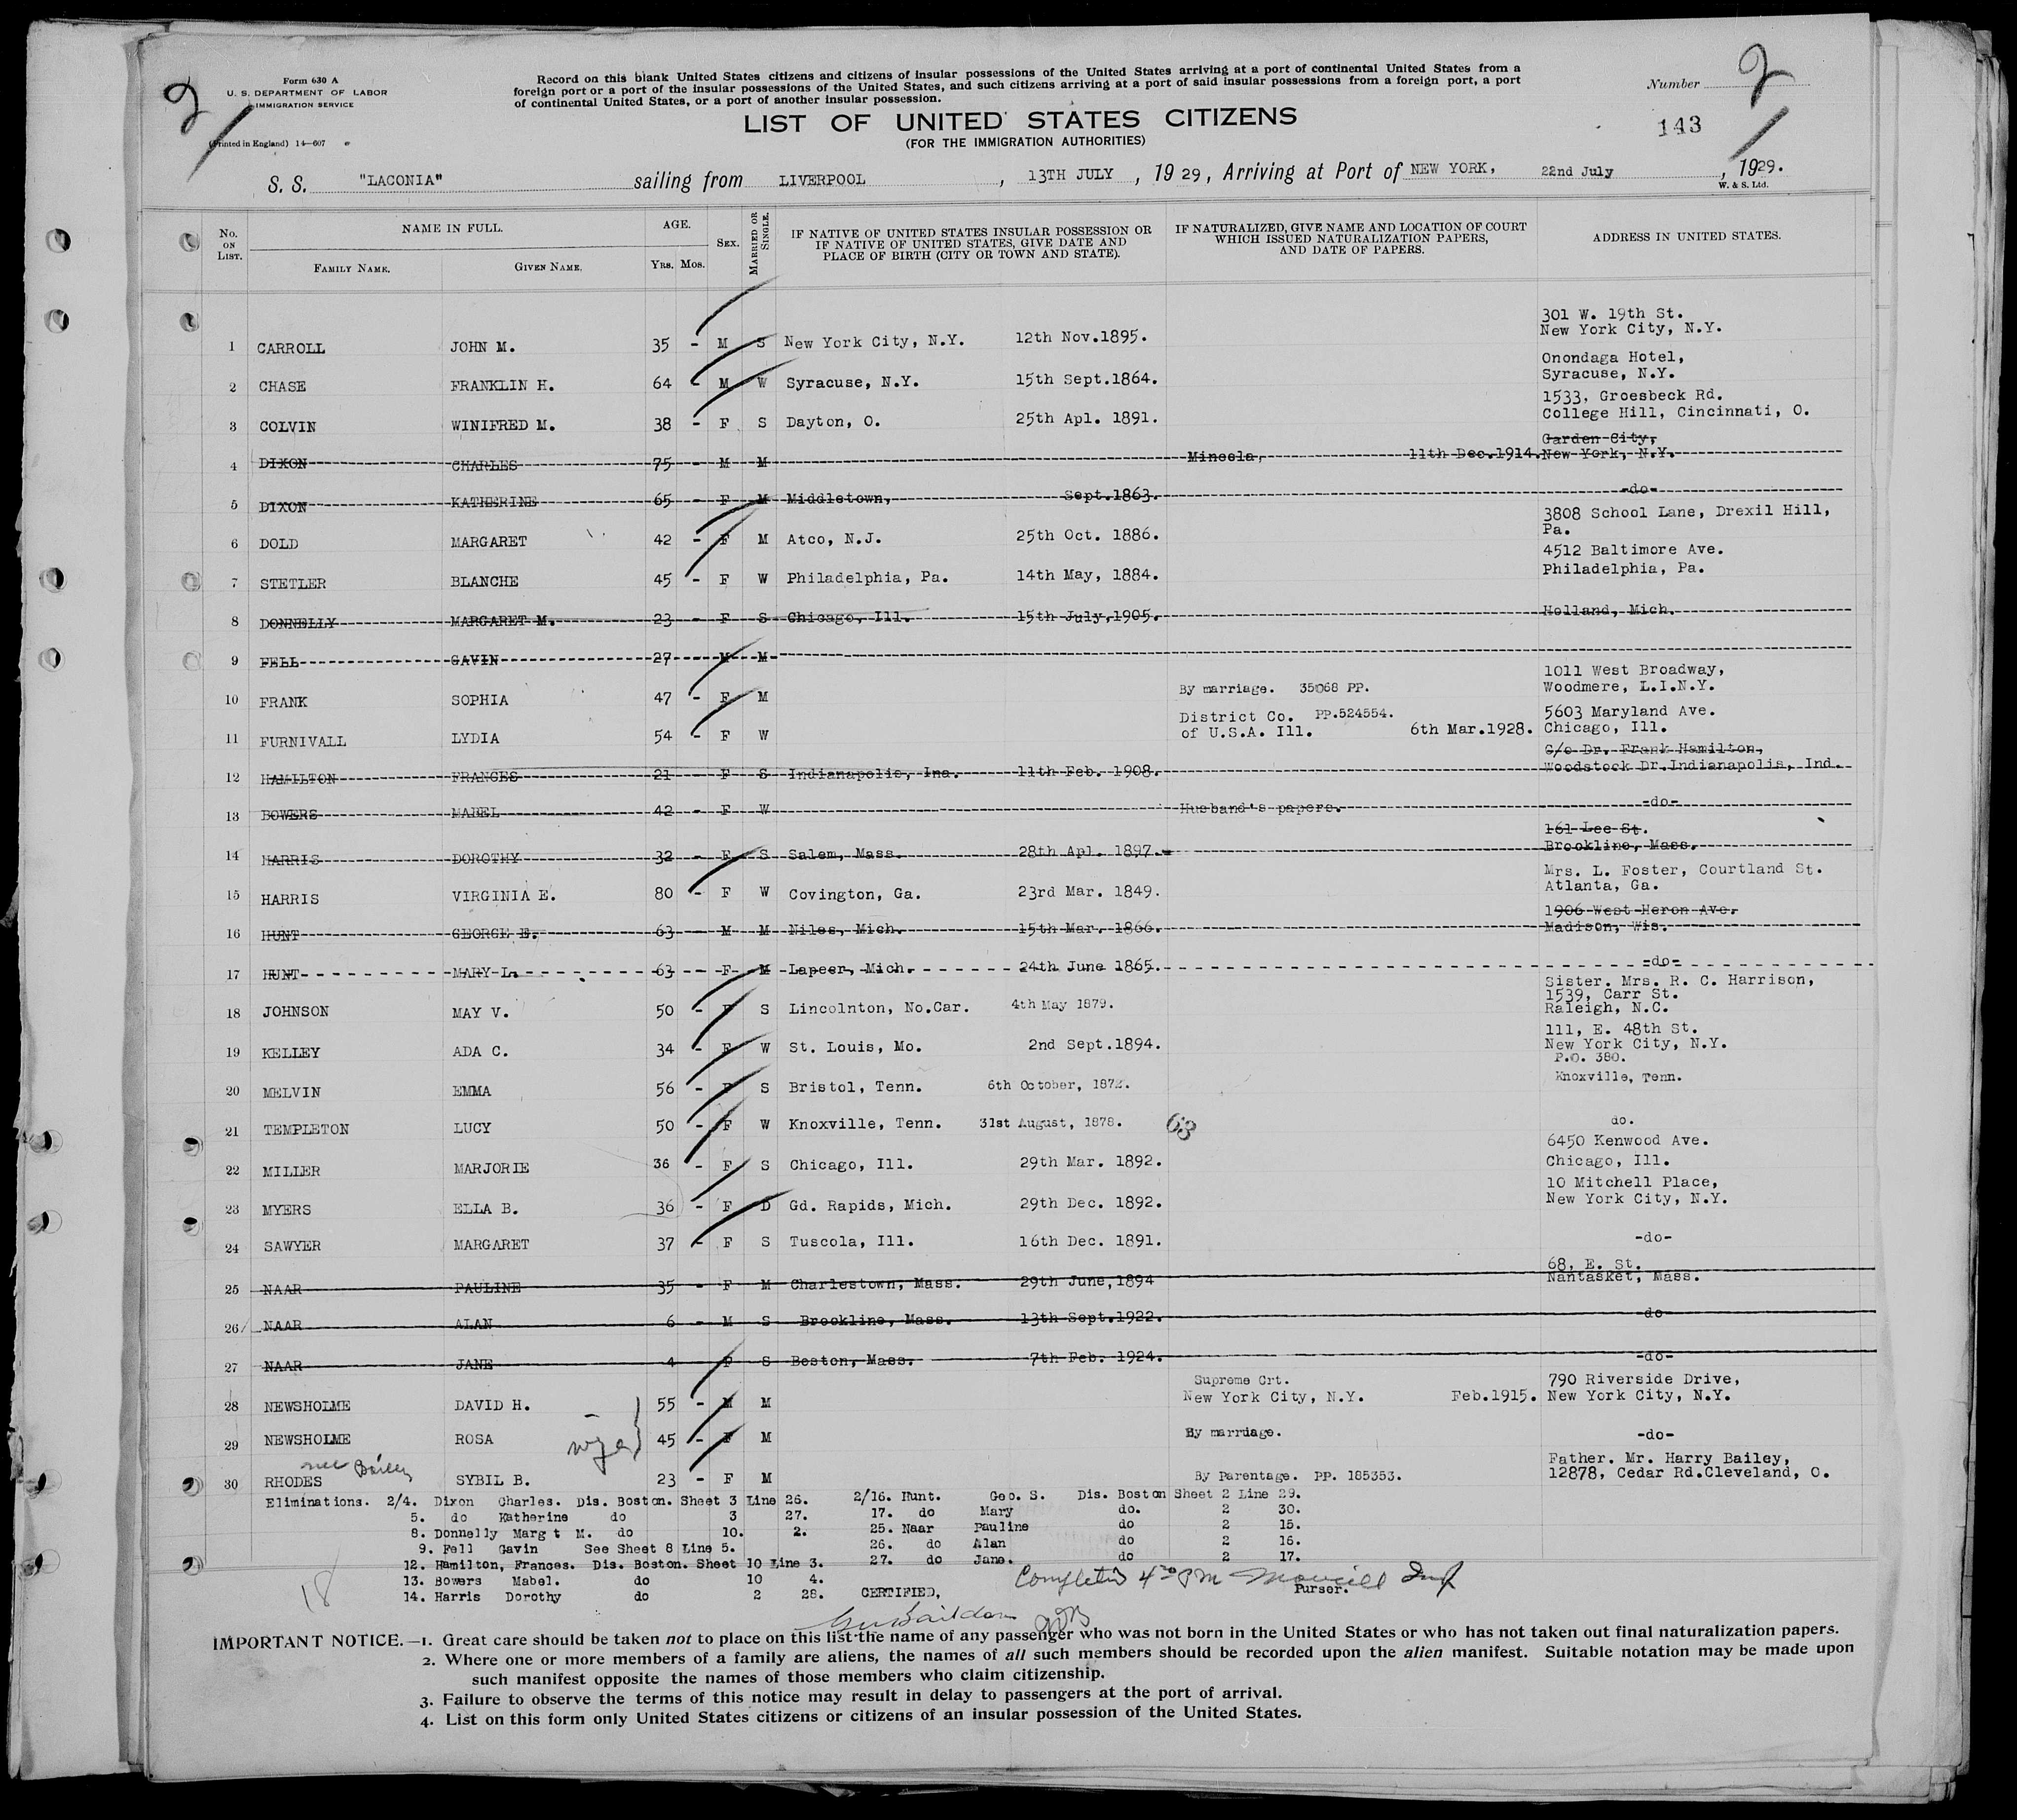 2
Form 630 A
U. S. DEPARTMENT OF LABOR
IMMIGRATION SERVICE
(Printed in England) 14—607
Record on this blank United States citizens and citizens of insular possessions of the United States arriving at a port of continental United States from a
foreign port or a port of the insular possessions of the United States, and such citizens arriving at a port of said insular possessions from a foreign port, a port
of continental United States, or a port of another insular possession.
Number 2
143
LIST OF UNITED STATES CITIZENS
(FOR THE IMMIGRATION AUTHORITIES)
S. S. "LACONIA" sailing from LIVERPOOL, 13TH JULY, 1929, Arriving at Port of NEW YORK, 22nd July, 1929.
W. & S. Ltd.
No. ON LIST. NAME IN FULL. AGE. SEX. MARRIED OR SINGLE. IF NATIVE OF UNITED STATES INSULAR POSSESSION OR IF NATIVE OF UNITED STATES, GIVE DATE AND PLACE OF BIRTH (CITY OR TOWN AND STATE). IF NATURALIZED, GIVE NAME AND LOCATION OF COURT WHICH ISSUED NATURALIZATION PAPERS, AND DATE OF PAPERS. ADDRESS IN UNITED STATES.
FAMILY NAME. GIVEN NAME. YRS. MOS.
301 W. 19th St.
1 CARROLL JOHN M. 35 - M S New York City, N.Y. 12th Nov.1895. New York City, N.Y.
Onondaga Hotel,
2 CHASE FRANKLIN H. 64 - M W Syracuse, N.Y. 15th Sept.1864. Syracuse, N.Y.
1533, Groesbeck Rd.
3 COLVIN WINIFRED M. 38 - F S Dayton, O. 25th Apl. 1891. College Hill, Cincinnati, O.
Garden City,
4 DIXON CHARLES 75 - M M Mineola, 11th Dec.1914. New York, N.Y.
5 DIXON KATHERINE 65 - F M Middletown, Sept.1863. -do-
3808 School Lane, Drexil Hill,
6 DOLD MARGARET 42 - F M Atco, N.J. 25th Oct. 1886. Pa.
4512 Baltimore Ave.
7 STETLER BLANCHE 45 - F W Philadelphia, Pa. 14th May, 1884. Philadelphia, Pa.
8 DONNELLY MARGARET M. 23 - F S Chicago, Ill. 15th July,1905. Holland, Mich.
9 FELL GAVIN 27 M M
1011 West Broadway,
10 FRANK SOPHIA 47 - F M By marriage. 35068 PP. Woodmere, L.I.N.Y.
District Co. PP.524554. 5603 Maryland Ave.
11 FURNIVALL LYDIA 54 - F W of U.S.A. Ill. 6th Mar.1928. Chicago, Ill.
C/o Dr. Frank Hamilton,
12 HAMILTON FRANCES 21 - F S Indianapolis, Ina. 11th Feb. 1908. Woodstock Dr.Indianapolis, Ind.
13 BOWERS MABEL 42 - F W Husband's papers. -do-
161 Lee St.
14 HARRIS DOROTHY 32 - F S Salem, Mass. 28th Apl. 1897. Brookline, Mass.
Mrs. L. Foster, Courtland St.
15 HARRIS VIRGINIA E. 80 - F W Covington, Ga. 23rd Mar. 1849. Atlanta, Ga.
1906 West Heron Ave.
16 HUNT GEORGE E. 63 M M Niles, Mich. 15th Mar. 1866. Madison, Wis.
17 HUNT MARY L. 63 - F M Lapeer, Mich. 24th June 1865. -do-
Sister. Mrs. R. C. Harrison,
1539, Carr St.
18 JOHNSON MAY V. 50 - F S Lincolnton, No.Car. 4th May 1879. Raleigh, N.C.
111, E. 48th St.
19 KELLEY ADA C. 34 - F W St. Louis, Mo. 2nd Sept.1894. New York City, N.Y.
P.O. 380.
20 MELVIN EMMA 56 - F S Bristol, Tenn. 6th October, 1872. Knoxville, Tenn.
21 TEMPLETON LUCY 50 - F W Knoxville, Tenn. 31st August, 1878. 63 do.
6450 Kenwood Ave.
22 MILLER MARJORIE 36 - F S Chicago, Ill. 29th Mar. 1892. Chicago, Ill.
10 Mitchell Place,
23 MYERS ELLA B. 36 - F D Gd. Rapids, Mich. 29th Dec. 1892. New York City, N.Y.
24 SAWYER MARGARET 37 - F S Tuscola, Ill. 16th Dec. 1891. -do-
68, E. St.
25 NAAR PAULINE 35 - F M Charlestown, Mass. 29th June,1894 Nantasket, Mass.
26 NAAR ALAN 6 - M S Brookline, Mass. 13th Sept.1922. -do-
27 NAAR JANE 4 F S Boston, Mass. 7th Feb. 1924. -do-
Supreme Crt. 790 Riverside Drive,
28 NEWSHOLME DAVID H. 55 - M M New York City, N.Y. Feb.1915. New York City, N.Y.
29 NEWSHOLME ROSA 45 - F M By marriage. -do-
nee Bailey Father. Mr. Harry Bailey,
30 RHODES SYBIL B. 23 - F M By Parentage. PP. 185353. 12878, Cedar Rd.Cleveland, O.
Eliminations. 2/4. Dixon Charles. Dis. Boston. Sheet 3 Line 26. 2/16. Hunt. Geo. S. Dis. Boston Sheet 2 Line 29.
5. do Katherine do 3 27. 17. do Mary do. 2 30.
8. Donnelly Marg t M. do 10. 2. 25. Naar Pauline do 2 15.
9. Fell Gavin See Sheet 8 Line 5. 26. do Alan do 2 16.
12. Hamilton, Frances. Dis. Boston. Sheet 10 Line 3. 27. do Jane. do 2 17.
13. Bowers Mabel. do 10 4. Completed 4 30 PM
14. Harris Dorothy do 2 28. CERTIFIED, Purser.
18
IMPORTANT NOTICE.—1. Great care should be taken not to place on this list the name of any passenger who was not born in the United States or who has not taken out final naturalization papers.
2. Where one or more members of a family are aliens, the names of all such members should be recorded upon the alien manifest. Suitable notation may be made upon
such manifest opposite the names of those members who claim citizenship.
3. Failure to observe the terms of this notice may result in delay to passengers at the port of arrival.
4. List on this form only United States citizens or citizens of an insular possession of the United States.